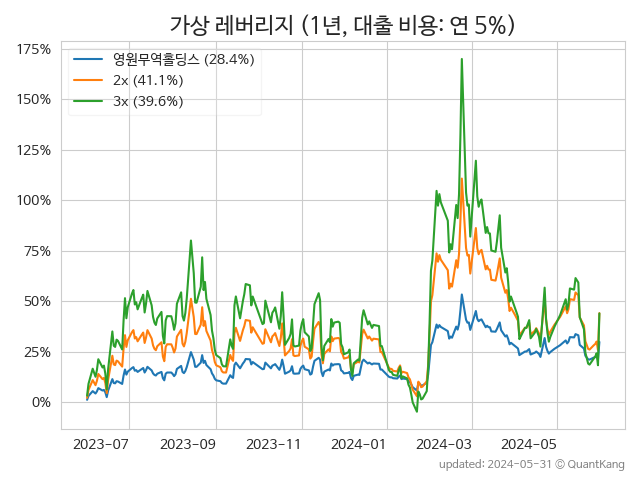 가상 레버리지 (1년, 대출 비용: 연 5%)
175%
150%
125%
100%
75%
50%
25%
0%
영원무역홀딩스 (28.4%)
2x (41.1%)
3x (39.6%)
2023-07
2023-09
2023-11
2024-01
2024-03
2024-05
updated: 2024-05-31 © QuantKang